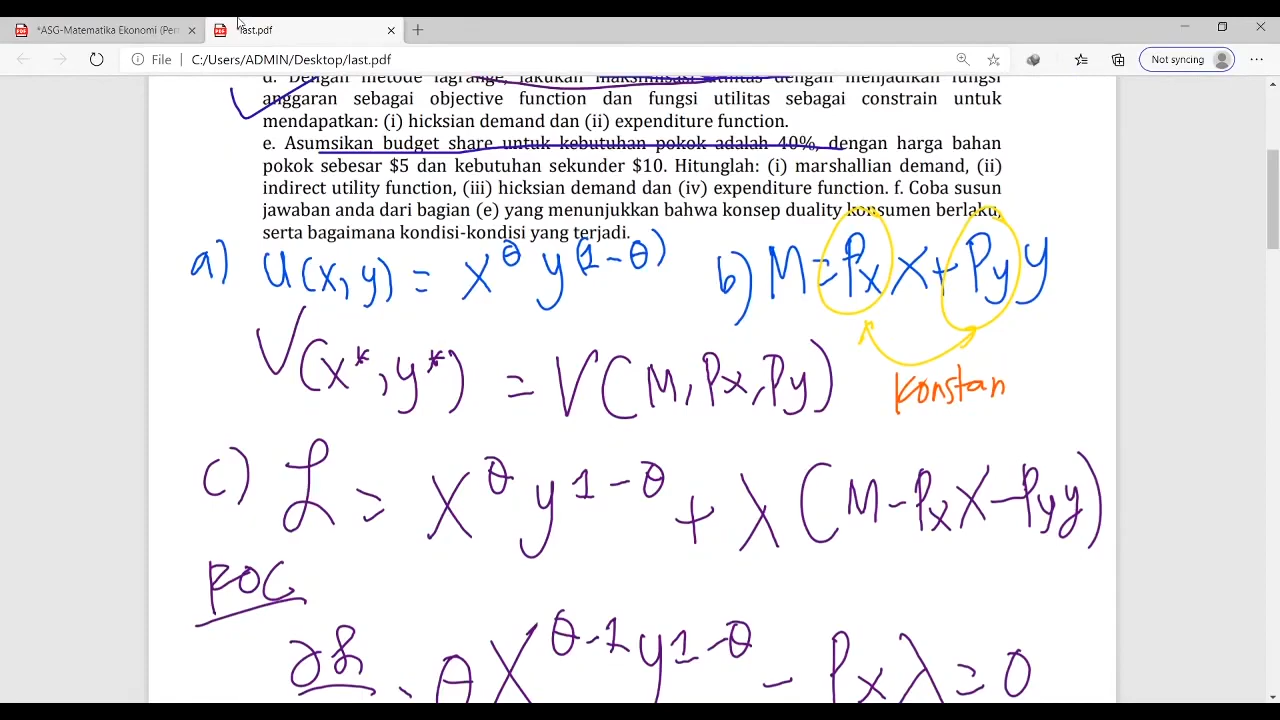 *ASG-Matematika Ekonomi (Per
*last.pdf
File
C:/Users/ADMIN/Desktop/last.pdf
Not syncing
d. Dengan metode lagrange, lakukan maksimisasi utilitas dengan menjadikan fungsi
anggaran sebagai objective function dan fungsi utilitas sebagai constrain untuk
mendapatkan: (i) hicksian demand dan (ii) expenditure function.
e. Asumsikan budget share untuk kebutuhan pokok adalah 40%, dengan harga bahan
pokok sebesar $5 dan kebutuhan sekunder $10. Hitunglah: (i) marshallian demand, (ii)
indirect utility function, (iii) hicksian demand dan (iv) expenditure function. f. Coba susun
jawaban anda dari bagian (e) yang menunjukkan bahwa konsep duality konsumen berlaku,
serta bagaimana kondisi-kondisi yang terjadi.
a) U(x,y) = x^θ y^(1-θ) b) M = Px X + Py y
V(x*, y*) = V(M, Px, Py) konstan
c) ℒ = X^θ y^1-θ + λ (M - Px X - Py y)
FOC
∂ℒ θ X^θ-1 y^1-θ - Px λ = 0